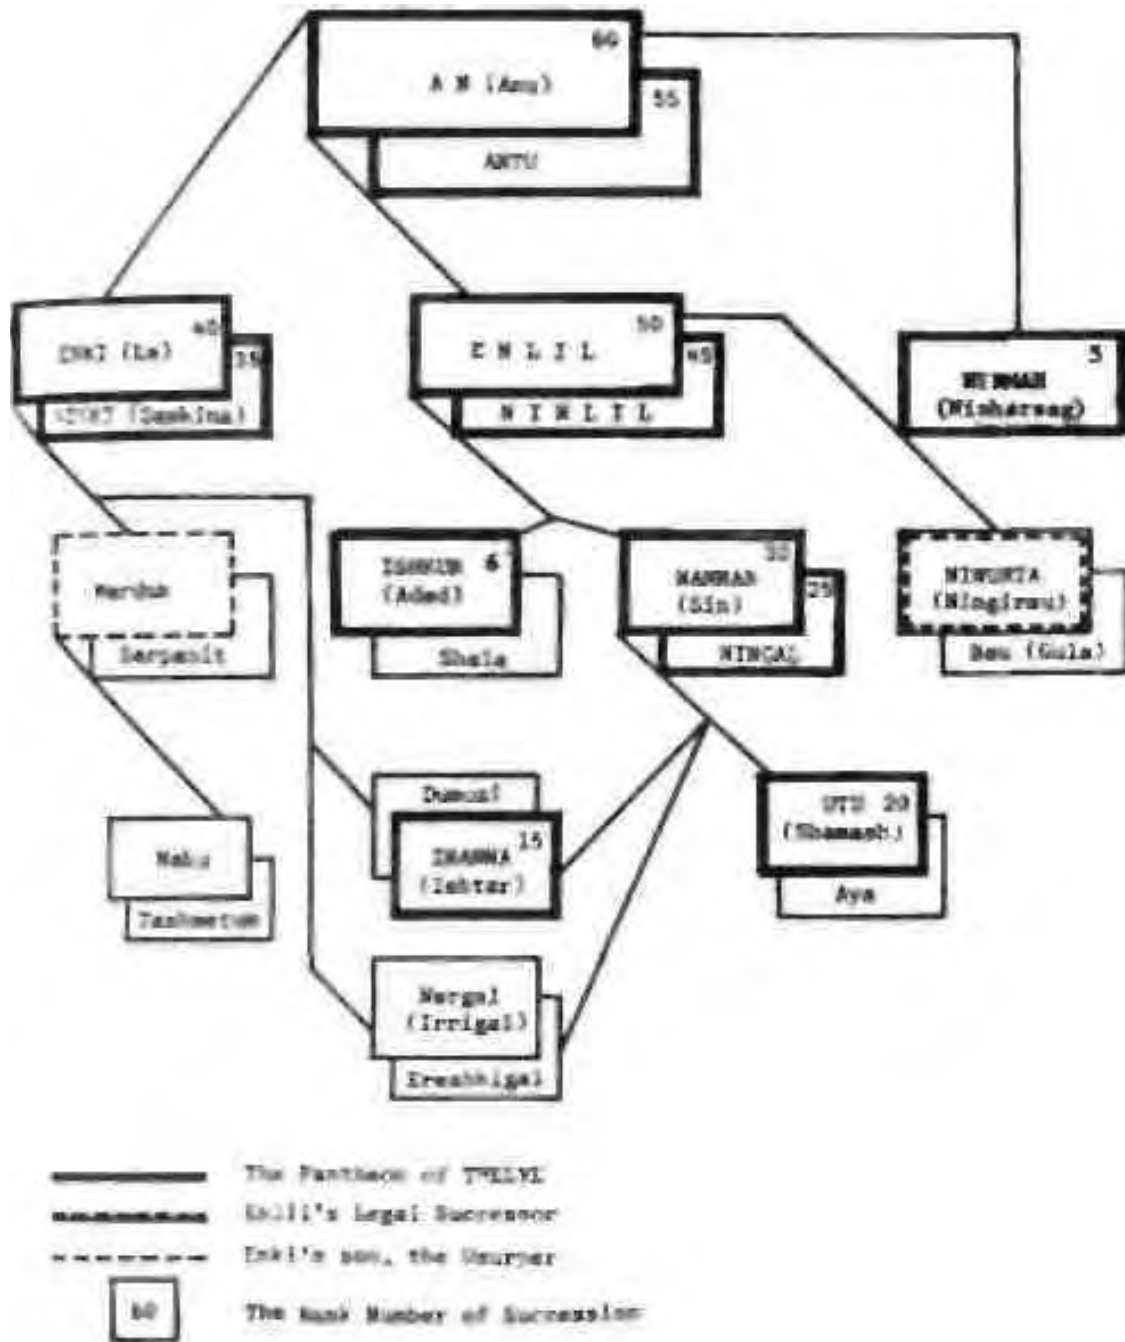 60
A N (Anu)
55
ANTU
40
ENKI (Ea)
35
NINKI (Damkina)
50
E N L I L
45
N I N L I L
5
NINMAH
(Ninharsag)
Marduk
Sarpanit
ISHKUR 6
(Adad)
Shala
30
NANNAR
(Sin)
25
NINGAL
NINURTA
(Ningirsu)
Bau (Gula)
Dumuzi
15
INANNA
(Ishtar)
UTU 20
(Shamash)
Aya
Nabu
Tashmetum
Nergal
(Irrigal)
Ereshkigal
The Pantheon of TWELVE
Enlil's Legal Successor
Enki's son, the Usurper
60
The Rank Number of Succession